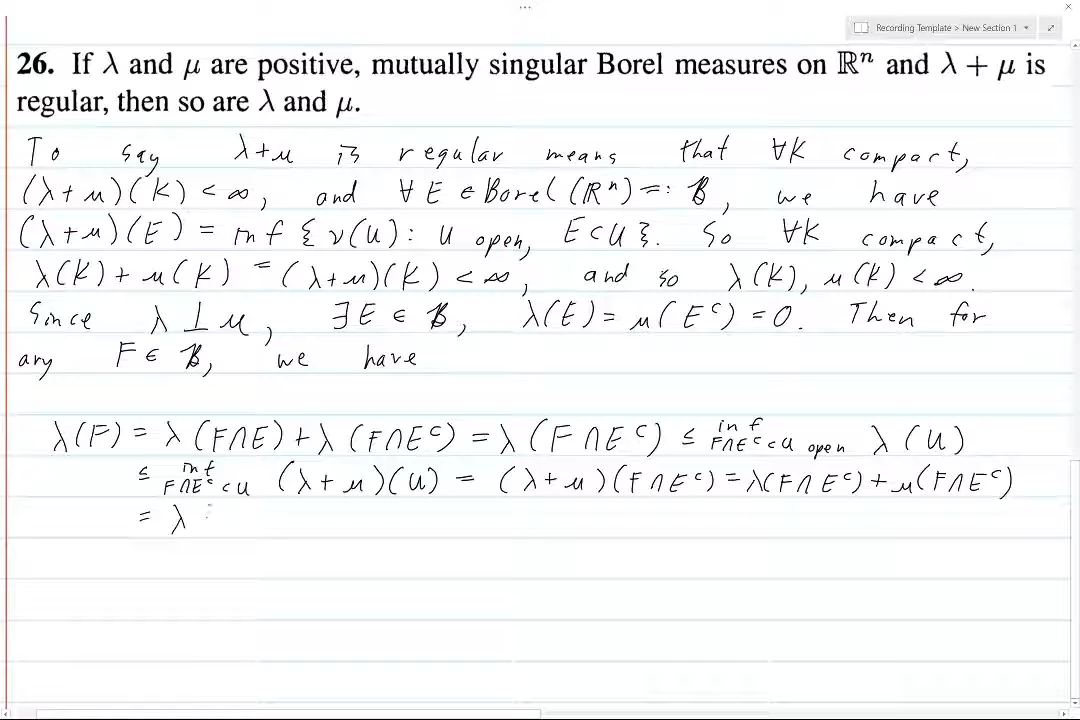 Recording Template > New Section 1
26. If λ and μ are positive, mutually singular Borel measures on ℝⁿ and λ + μ is
regular, then so are λ and μ.
To say λ+μ is regular means that ∀K compact,
(λ+μ)(K) < ∞, and ∀E ∈ Borel(ℝⁿ) =: 𝓑, we have
(λ+μ)(E) = inf {ν(U): U open, E⊂U}. So ∀K compact,
λ(K) + μ(K) = (λ+μ)(K) < ∞, and so λ(K), μ(K) < ∞.
Since λ ⊥ μ, ∃E ∈ 𝓑, λ(E) = μ(Eᶜ) = 0. Then for
any F ∈ 𝓑, we have
λ(F) = λ(F∩E) + λ(F∩Eᶜ) = λ(F∩Eᶜ) ≤ inf F∩Eᶜ⊂U open λ(U)
≤ inf F∩Eᶜ⊂U (λ+μ)(U) = (λ+μ)(F∩Eᶜ) = λ(F∩Eᶜ) + μ(F∩Eᶜ)
= λ